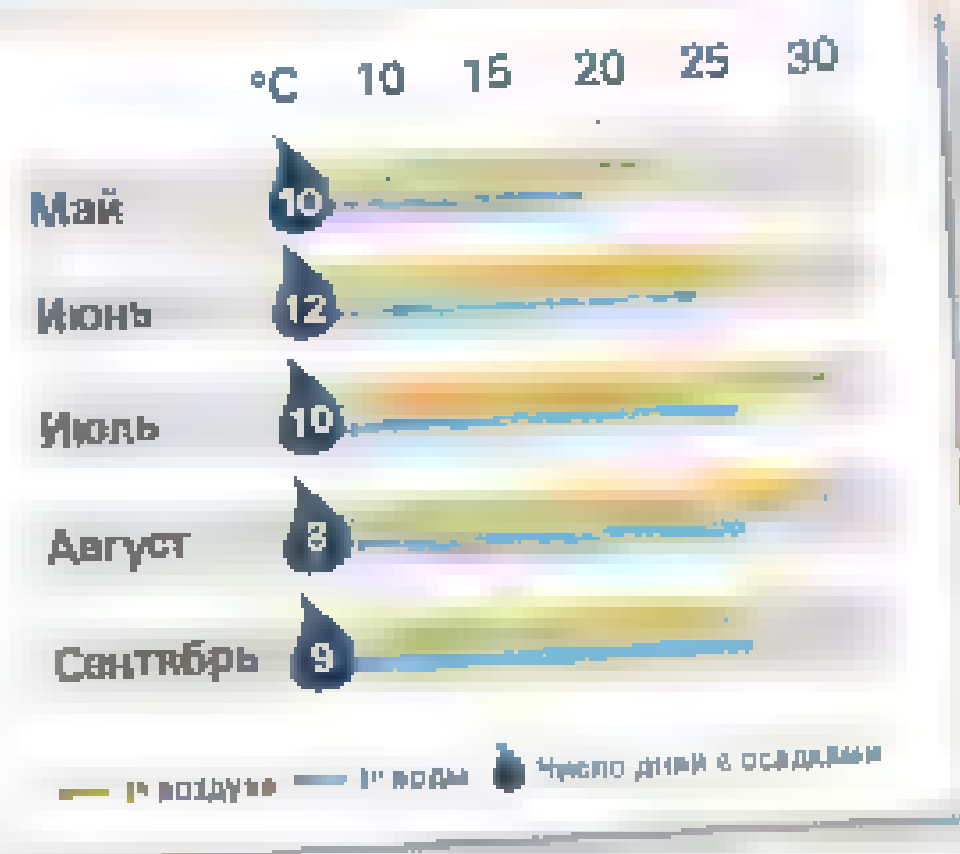 °C 10 15 20 25 30
Май 10
Июнь 12
Июль 10
Август 8
Сентябрь 9
t° воздуха t° воды Число дней с осадками